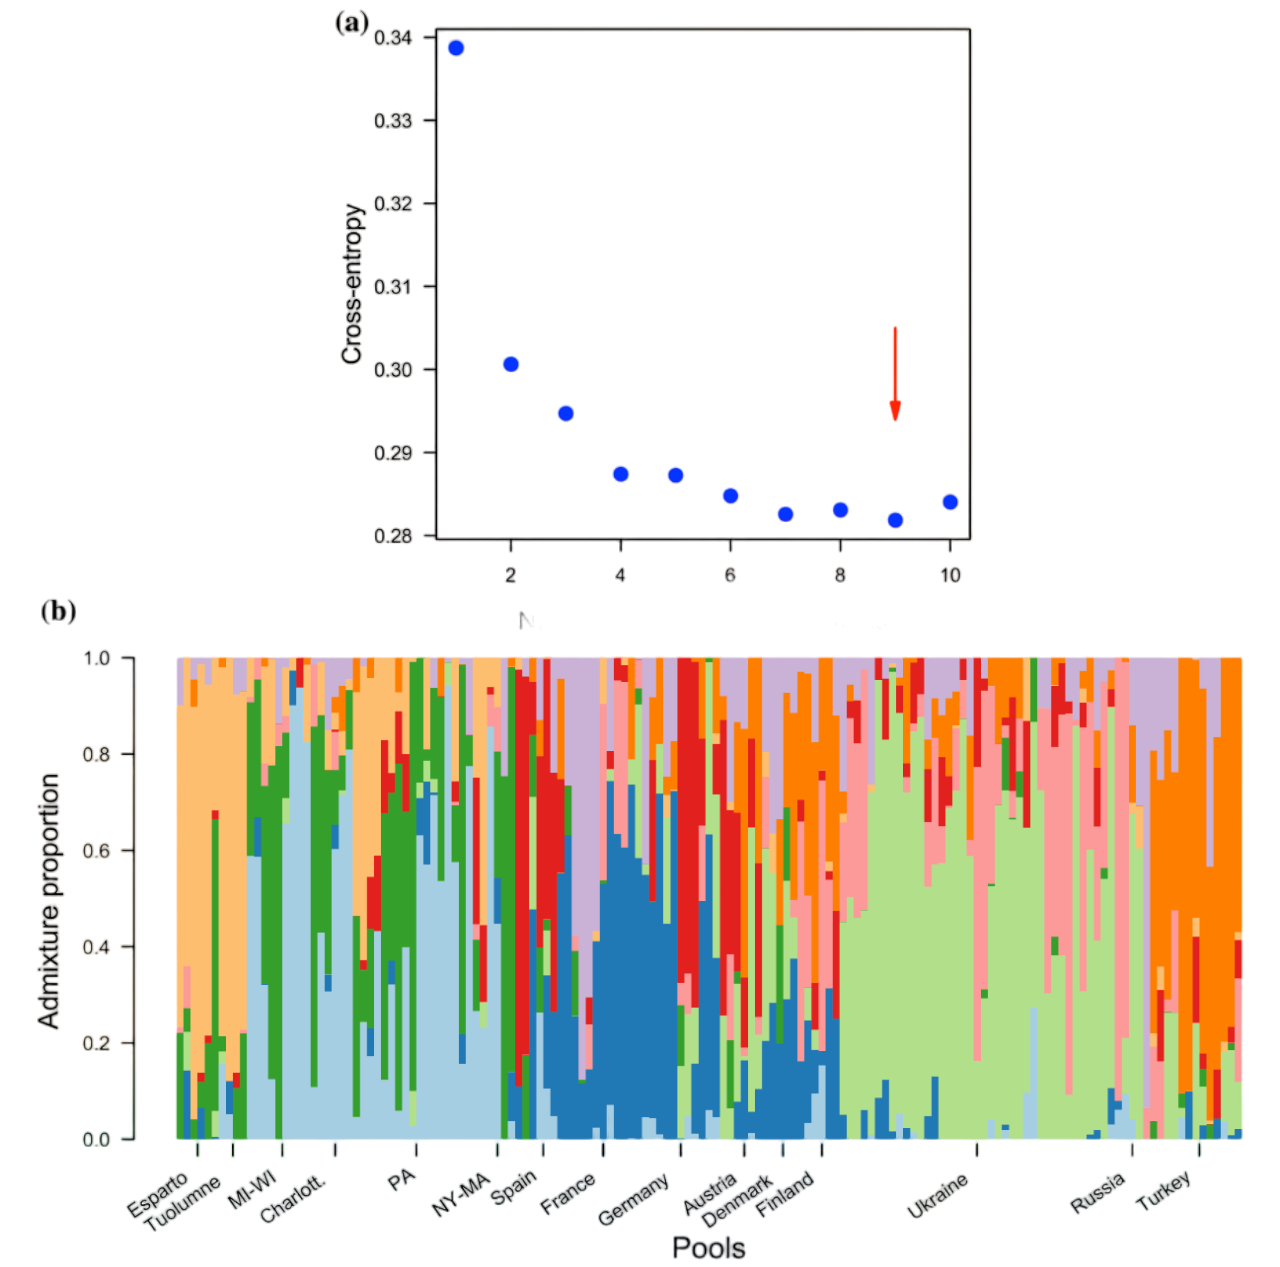 (a)
0.34
0.33
0.32
0.31
0.30
0.29
0.28
Cross-entropy
2 4 6 8 10
N
(b)
1.0
0.8
0.6
0.4
0.2
0.0
Admixture proportion
Esparto Tuolumne MI-WI Charlott. PA NY-MA Spain France Germany Austria Denmark Finland Ukraine Russia Turkey
Pools